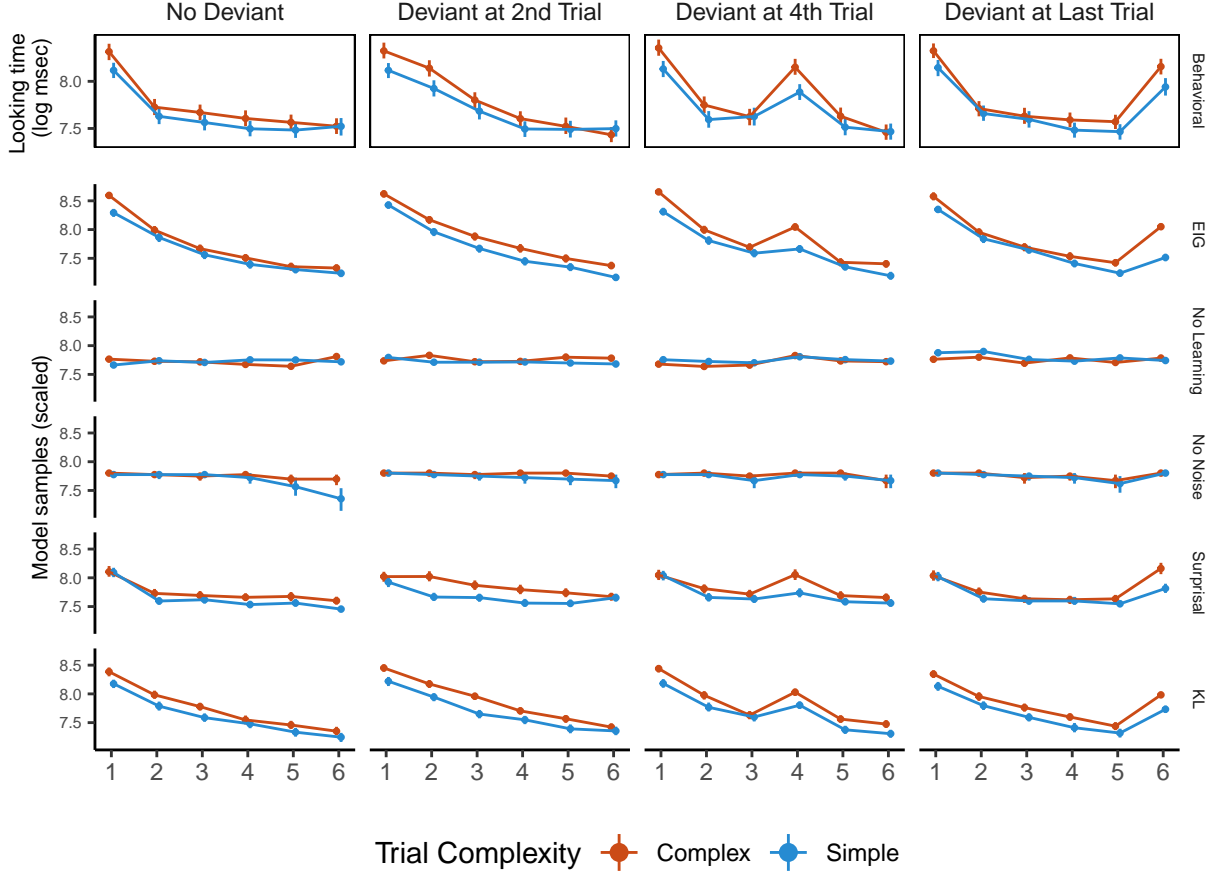 No Deviant Deviant at 2nd Trial Deviant at 4th Trial Deviant at Last Trial
Looking time
(log msec)
8.0
7.5
Behavioral
Model samples (scaled)
8.5
8.0
7.5
EIG
8.5
8.0
7.5
No Learning
8.5
8.0
7.5
No Noise
8.5
8.0
7.5
Surprisal
8.5
8.0
7.5
KL
1 2 3 4 5 6 1 2 3 4 5 6 1 2 3 4 5 6 1 2 3 4 5 6
Trial Complexity Complex Simple